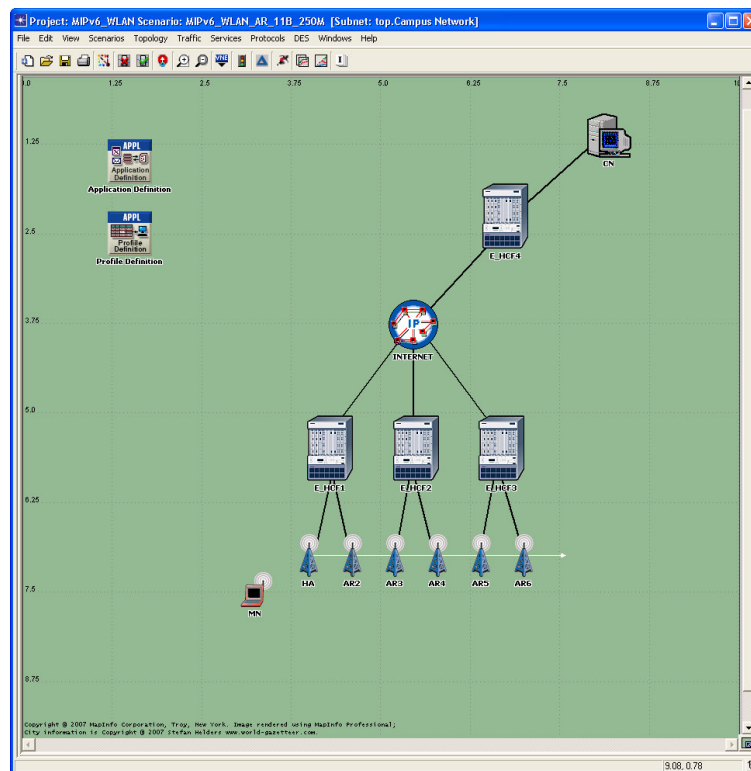 Project: MIPv6_WLAN Scenario: MIPv6_WLAN_AR_11B_250M [Subnet: top.Campus Network]
File Edit View Scenarios Topology Traffic Services Protocols DES Windows Help
0.0 1.25 2.5 3.75 5.0 6.25 7.5 8.75
1.25
APPL
Application
Definition
Application Definition
CN
APPL
Profile
Definition
Profile Definition
2.5
E_HCF4
IP
3.75
INTERNET
5.0
E_HCF1 E_HCF2 E_HCF3
6.25
HA AR2 AR3 AR4 AR5 AR6
7.5
MN
8.75
Copyright @ 2007 MapInfo Corporation, Troy, New York. Image rendered using MapInfo Professional;
City information is Copyright @ 2007 Stefan Helders www.world-gazetteer.com.
9.08, 0.78